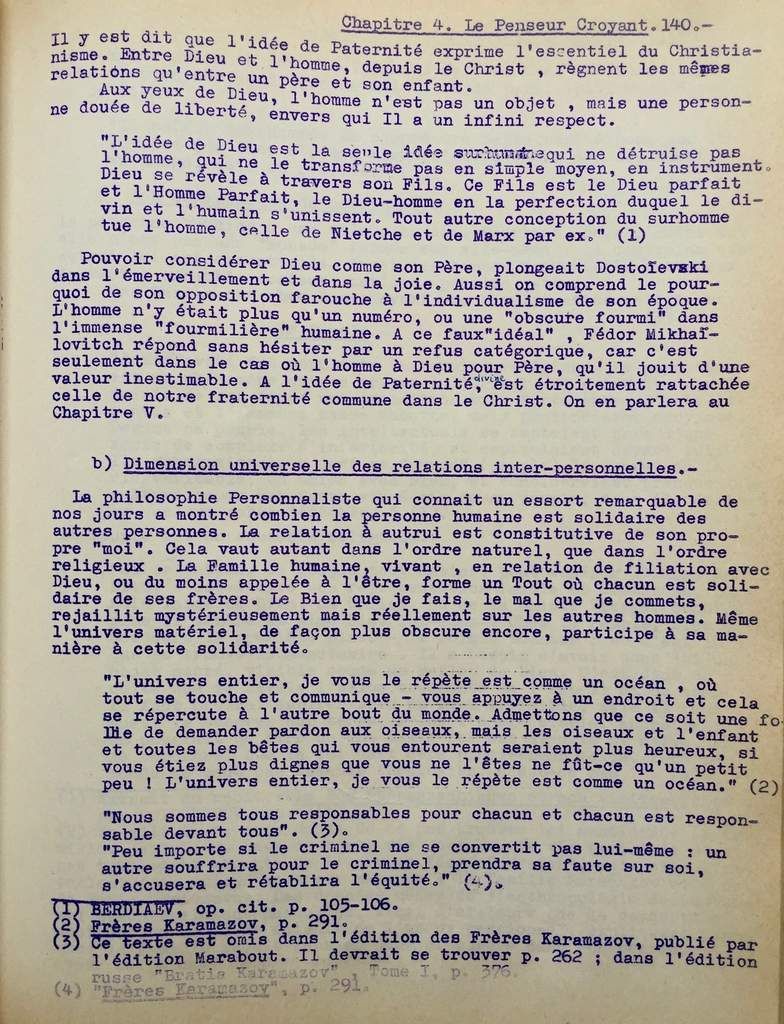 Chapitre 4. Le Penseur Croyant.140.-
Il y est dit que l'idée de Paternité exprime l'essentiel du Christia-
nisme. Entre Dieu et l'homme, depuis le Christ , règnent les mêmes
relations qu'entre un père et son enfant.
Aux yeux de Dieu, l'homme n'est pas un objet , mais une person-
ne douée de liberté, envers qui Il a un infini respect.
"L'idée de Dieu est la seule idée surhumaine qui ne détruise pas
l'homme, qui ne le transforme pas en simple moyen, en instrument.
Dieu se révèle à travers son Fils. Ce Fils est le Dieu parfait
et l'Homme Parfait, le Dieu-homme en la perfection duquel le di-
vin et l'humain s'unissent. Tout autre conception du surhomme
tue l'homme, celle de Nietche et de Marx par ex." (1)
Pouvoir considérer Dieu comme son Père, plongeait Dostoïevski
dans l'émerveillement et dans la joie. Aussi on comprend le pour-
quoi de son opposition farouche à l'individualisme de son époque.
L'homme n'y était plus qu'un numéro, ou une "obscure fourmi" dans
l'immense "fourmilière" humaine. A ce faux"idéal" , Fédor Mikhaï-
lovitch répond sans hésiter par un refus catégorique, car c'est
seulement dans le cas où l'homme à Dieu pour Père, qu'il jouit d'une
valeur inestimable. A l'idée de Paternité, divine est étroitement rattachée
celle de notre fraternité commune dans le Christ. On en parlera au
Chapitre V.
b) Dimension universelle des relations inter-personnelles.-
La philosophie Personnaliste qui connait un essort remarquable de
nos jours a montré combien la personne humaine est solidaire des
autres personnes. La relation à autrui est constitutive de son pro-
pre "moi". Cela vaut autant dans l'ordre naturel, que dans l'ordre
religieux . La Famille humaine, vivant , en relation de filiation avec
Dieu, ou du moins appelée à l'être, forme un Tout où chacun est soli-
daire de ses frères. Le Bien que je fais, le mal que je commets,
rejaillit mystérieusement mais réellement sur les autres hommes. Même
l'univers matériel, de façon plus obscure encore, participe à sa ma-
nière à cette solidarité.
"L'univers entier, je vous le répète est comme un océan , où
tout se touche et communique - vous appuyez à un endroit et cela
se répercute à l'autre bout du monde. Admettons que ce soit une fo-
lie de demander pardon aux oiseaux, mais les oiseaux et l'enfant
et toutes les bêtes qui vous entourent seraient plus heureux, si
vous étiez plus dignes que vous ne l'êtes ne fût-ce qu'un petit
peu ! L'univers entier, je vous le répète est comme un océan." (2)
"Nous sommes tous responsables pour chacun et chacun est respon-
sable devant tous". (3).
"Peu importe si le criminel ne se convertit pas lui-même : un
autre souffrira pour le criminel, prendra sa faute sur soi,
s'accusera et rétablira l'équité." (4).
(1) BERDIAEV, op. cit. p. 105-106.
(2) Frères Karamazov, p. 291.
(3) Ce texte est omis dans l'édition des Frères Karamazov, publié par
l'édition Marabout. Il devrait se trouver p. 262 ; dans l'édition
russe "Bratia Karamazov" , Tome I, p. 376.
(4) "Frères Karamazov", p. 291.